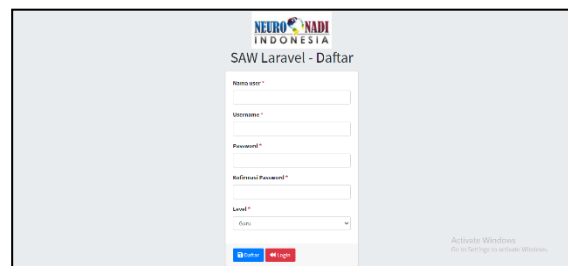 NEURO NADI
INDONESIA
SAW Laravel - Daftar
Nama user *
Username *
Password *
Konfirmasi Password *
Level *
Guru
Daftar
Login
Activate Windows
Go to Settings to activate Windows.